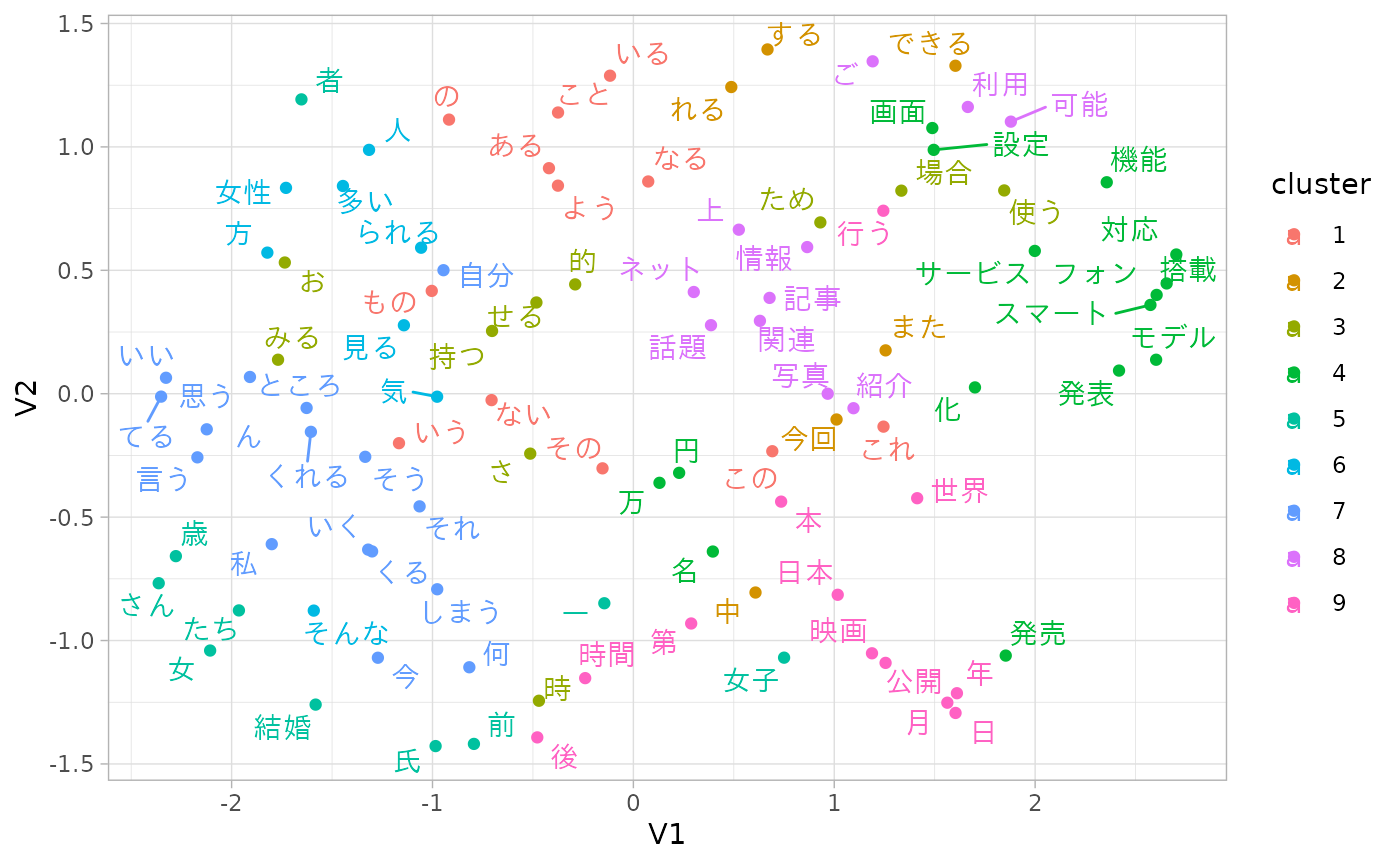 1.5
する
いる
できる
者
ご
利用
の
こと
れる
画面
可能
人
1.0
ある
なる
設定
機能
場合
女性
多い
よう
ため
使う
方
られる
上
行う
対応
0.5
お
自分
的
ネット
情報
サービス
フォン
搭載
もの
せる
記事
スマート
みる
見る
持つ
話題
関連
また
モデル
いい
V2
0.0
思う
ところ
気
ない
写真
紹介
化
発表
てる
ん
いう
その
今回
これ
言う
くれる
そう
さ
円
この
万
世界
-0.5
歳
いく
それ
本
私
くる
名
日本
さん
しまう
一
中
-1.0
たち
そんな
第
映画
発売
女
今
何
時間
女子
公開
年
結婚
時
前
月
日
-1.5
氏
後
-2
-1
0
1
2
V1
cluster
1
2
3
4
5
6
7
8
9